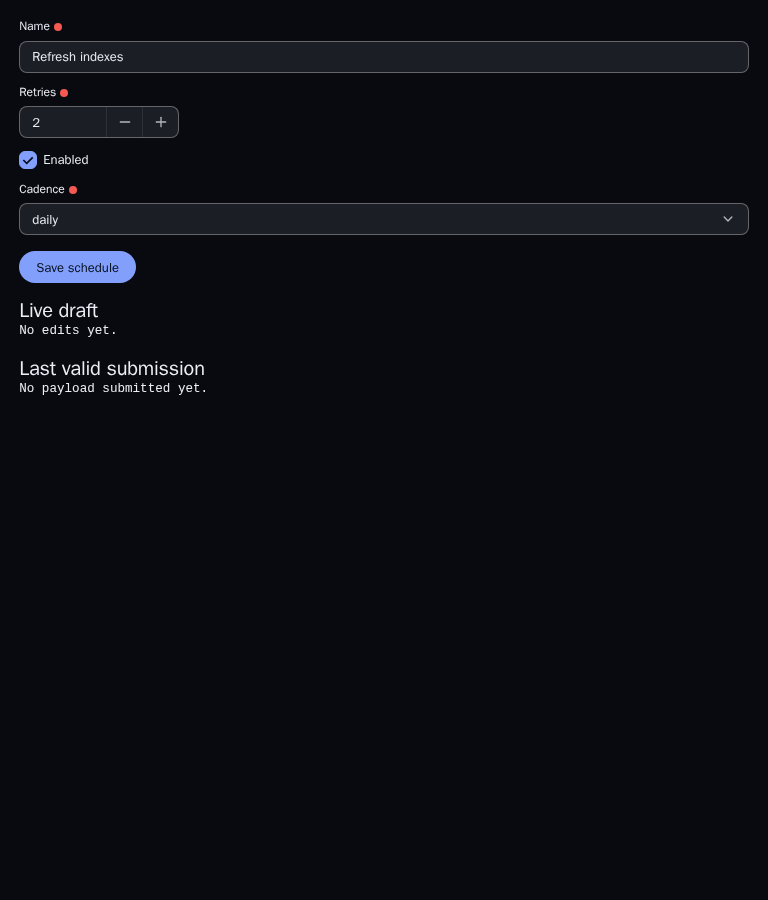 Name
Refresh indexes
Retries
2
Enabled
Cadence
daily
Save schedule
Live draft
No edits yet.
Last valid submission
No payload submitted yet.